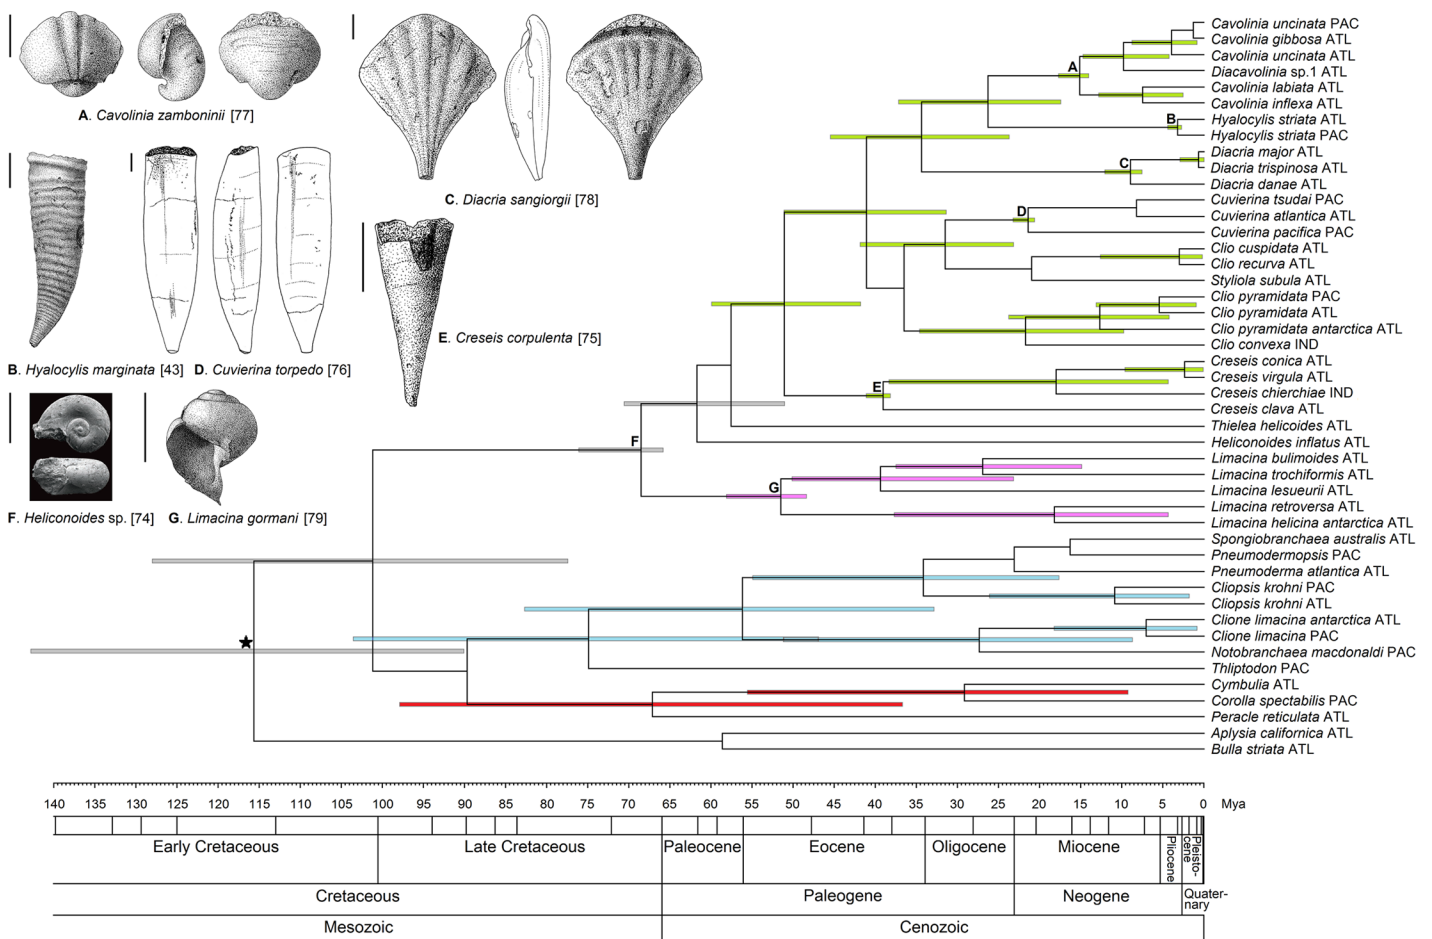 A. Cavolinia zamboninii [77]
B. Hyalocylis marginata [43]
D. Cuvierina torpedo [76]
C. Diacria sangiorgii [78]
E. Creseis corpulenta [75]
F. Heliconoides sp. [74]
G. Limacina gormani [79]
A
B
C
D
E
F
G
Cavolinia uncinata PAC
Cavolinia gibbosa ATL
Cavolinia uncinata ATL
Diacavolinia sp.1 ATL
Cavolinia labiata ATL
Cavolinia inflexa ATL
Hyalocylis striata ATL
Hyalocylis striata PAC
Diacria major ATL
Diacria trispinosa ATL
Diacria danae ATL
Cuvierina tsudai PAC
Cuvierina atlantica ATL
Cuvierina pacifica PAC
Clio cuspidata ATL
Clio recurva ATL
Styliola subula ATL
Clio pyramidata PAC
Clio pyramidata ATL
Clio pyramidata antarctica ATL
Clio convexa IND
Creseis conica ATL
Creseis virgula ATL
Creseis chierchiae IND
Creseis clava ATL
Thielea helicoides ATL
Heliconoides inflatus ATL
Limacina bulimoides ATL
Limacina trochiformis ATL
Limacina lesueurii ATL
Limacina retroversa ATL
Limacina helicina antarctica ATL
Spongiobranchaea australis ATL
Pneumodermopsis PAC
Pneumoderma atlantica ATL
Cliopsis krohni PAC
Cliopsis krohni ATL
Clione limacina antarctica ATL
Clione limacina PAC
Notobranchaea macdonaldi PAC
Thliptodon PAC
Cymbulia ATL
Corolla spectabilis PAC
Peracle reticulata ATL
Aplysia californica ATL
Bulla striata ATL
140 135 125 120 115 105 100 95 90 85 80 75 70 65 60 55 50 45 40 35 30 25 20 15 10 5 0 Mya
Early Cretaceous Late Cretaceous Paleocene Eocene Oligocene Miocene Pliocene Pleisto-
cene
Cretaceous Paleogene Neogene Quater-
nary
Mesozoic Cenozoic